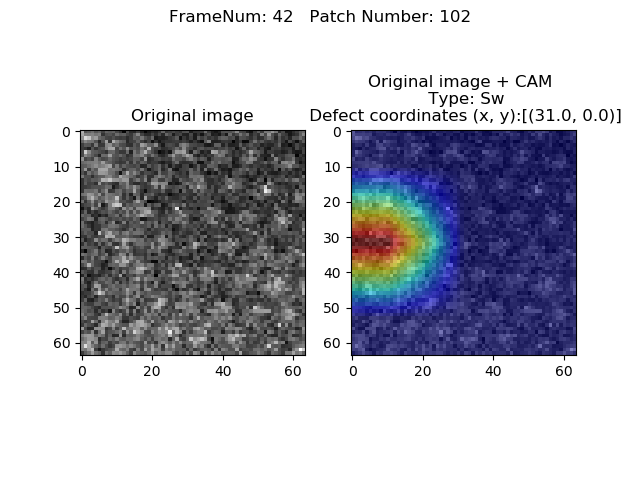 FrameNum: 42   Patch Number: 102
Original image
Original image + CAM
Type: Sw
Defect coordinates (x, y):[(31.0, 0.0)]
0
10
20
30
40
50
60
0 20 40 60
0
10
20
30
40
50
60
0 20 40 60